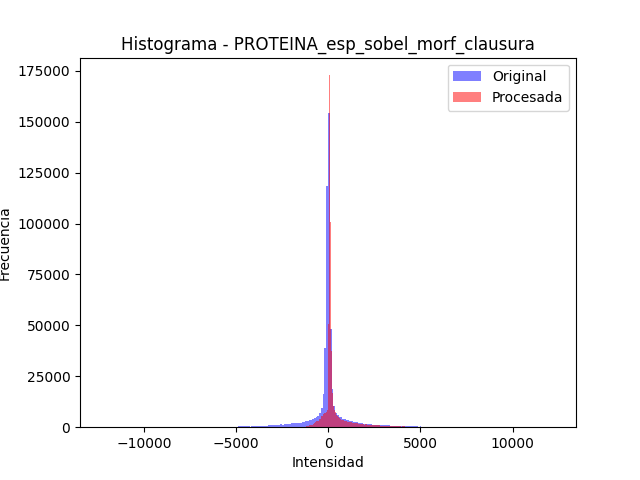 Histograma - PROTEINA_esp_sobel_morf_clausura
Original
Procesada
175000
150000
125000
100000
75000
50000
25000
0
Frecuencia
−10000
−5000
0
5000
10000
Intensidad